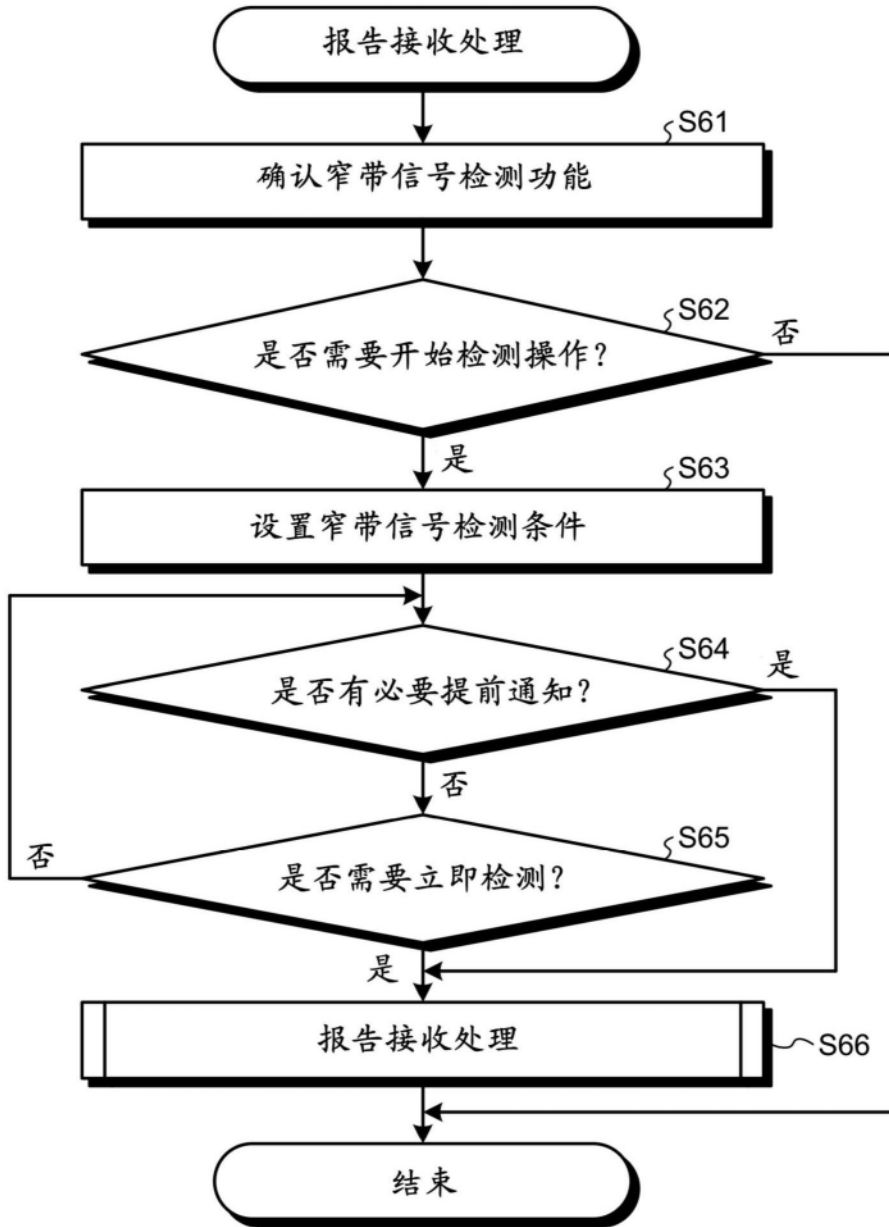 报告接收处理
S61
确认窄带信号检测功能
S62
是否需要开始检测操作？
否
是
S63
设置窄带信号检测条件
S64
是否有必要提前通知？
是
否
S65
是否需要立即检测？
否
是
报告接收处理
S66
结束